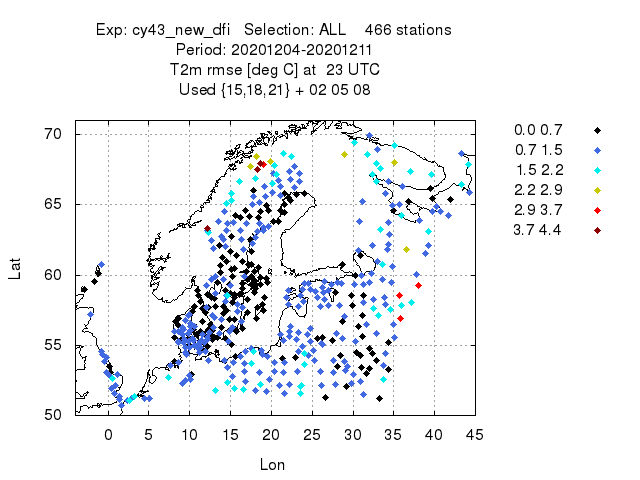 Exp: cy43_new_dfi   Selection: ALL    466 stations
Period: 20201204-20201211
T2m rmse [deg C] at  23 UTC
Used {15,18,21} + 02 05 08
70
65
60
55
50
Lat
0 5 10 15 20 25 30 35 40 45
Lon
0.0 0.7
0.7 1.5
1.5 2.2
2.2 2.9
2.9 3.7
3.7 4.4